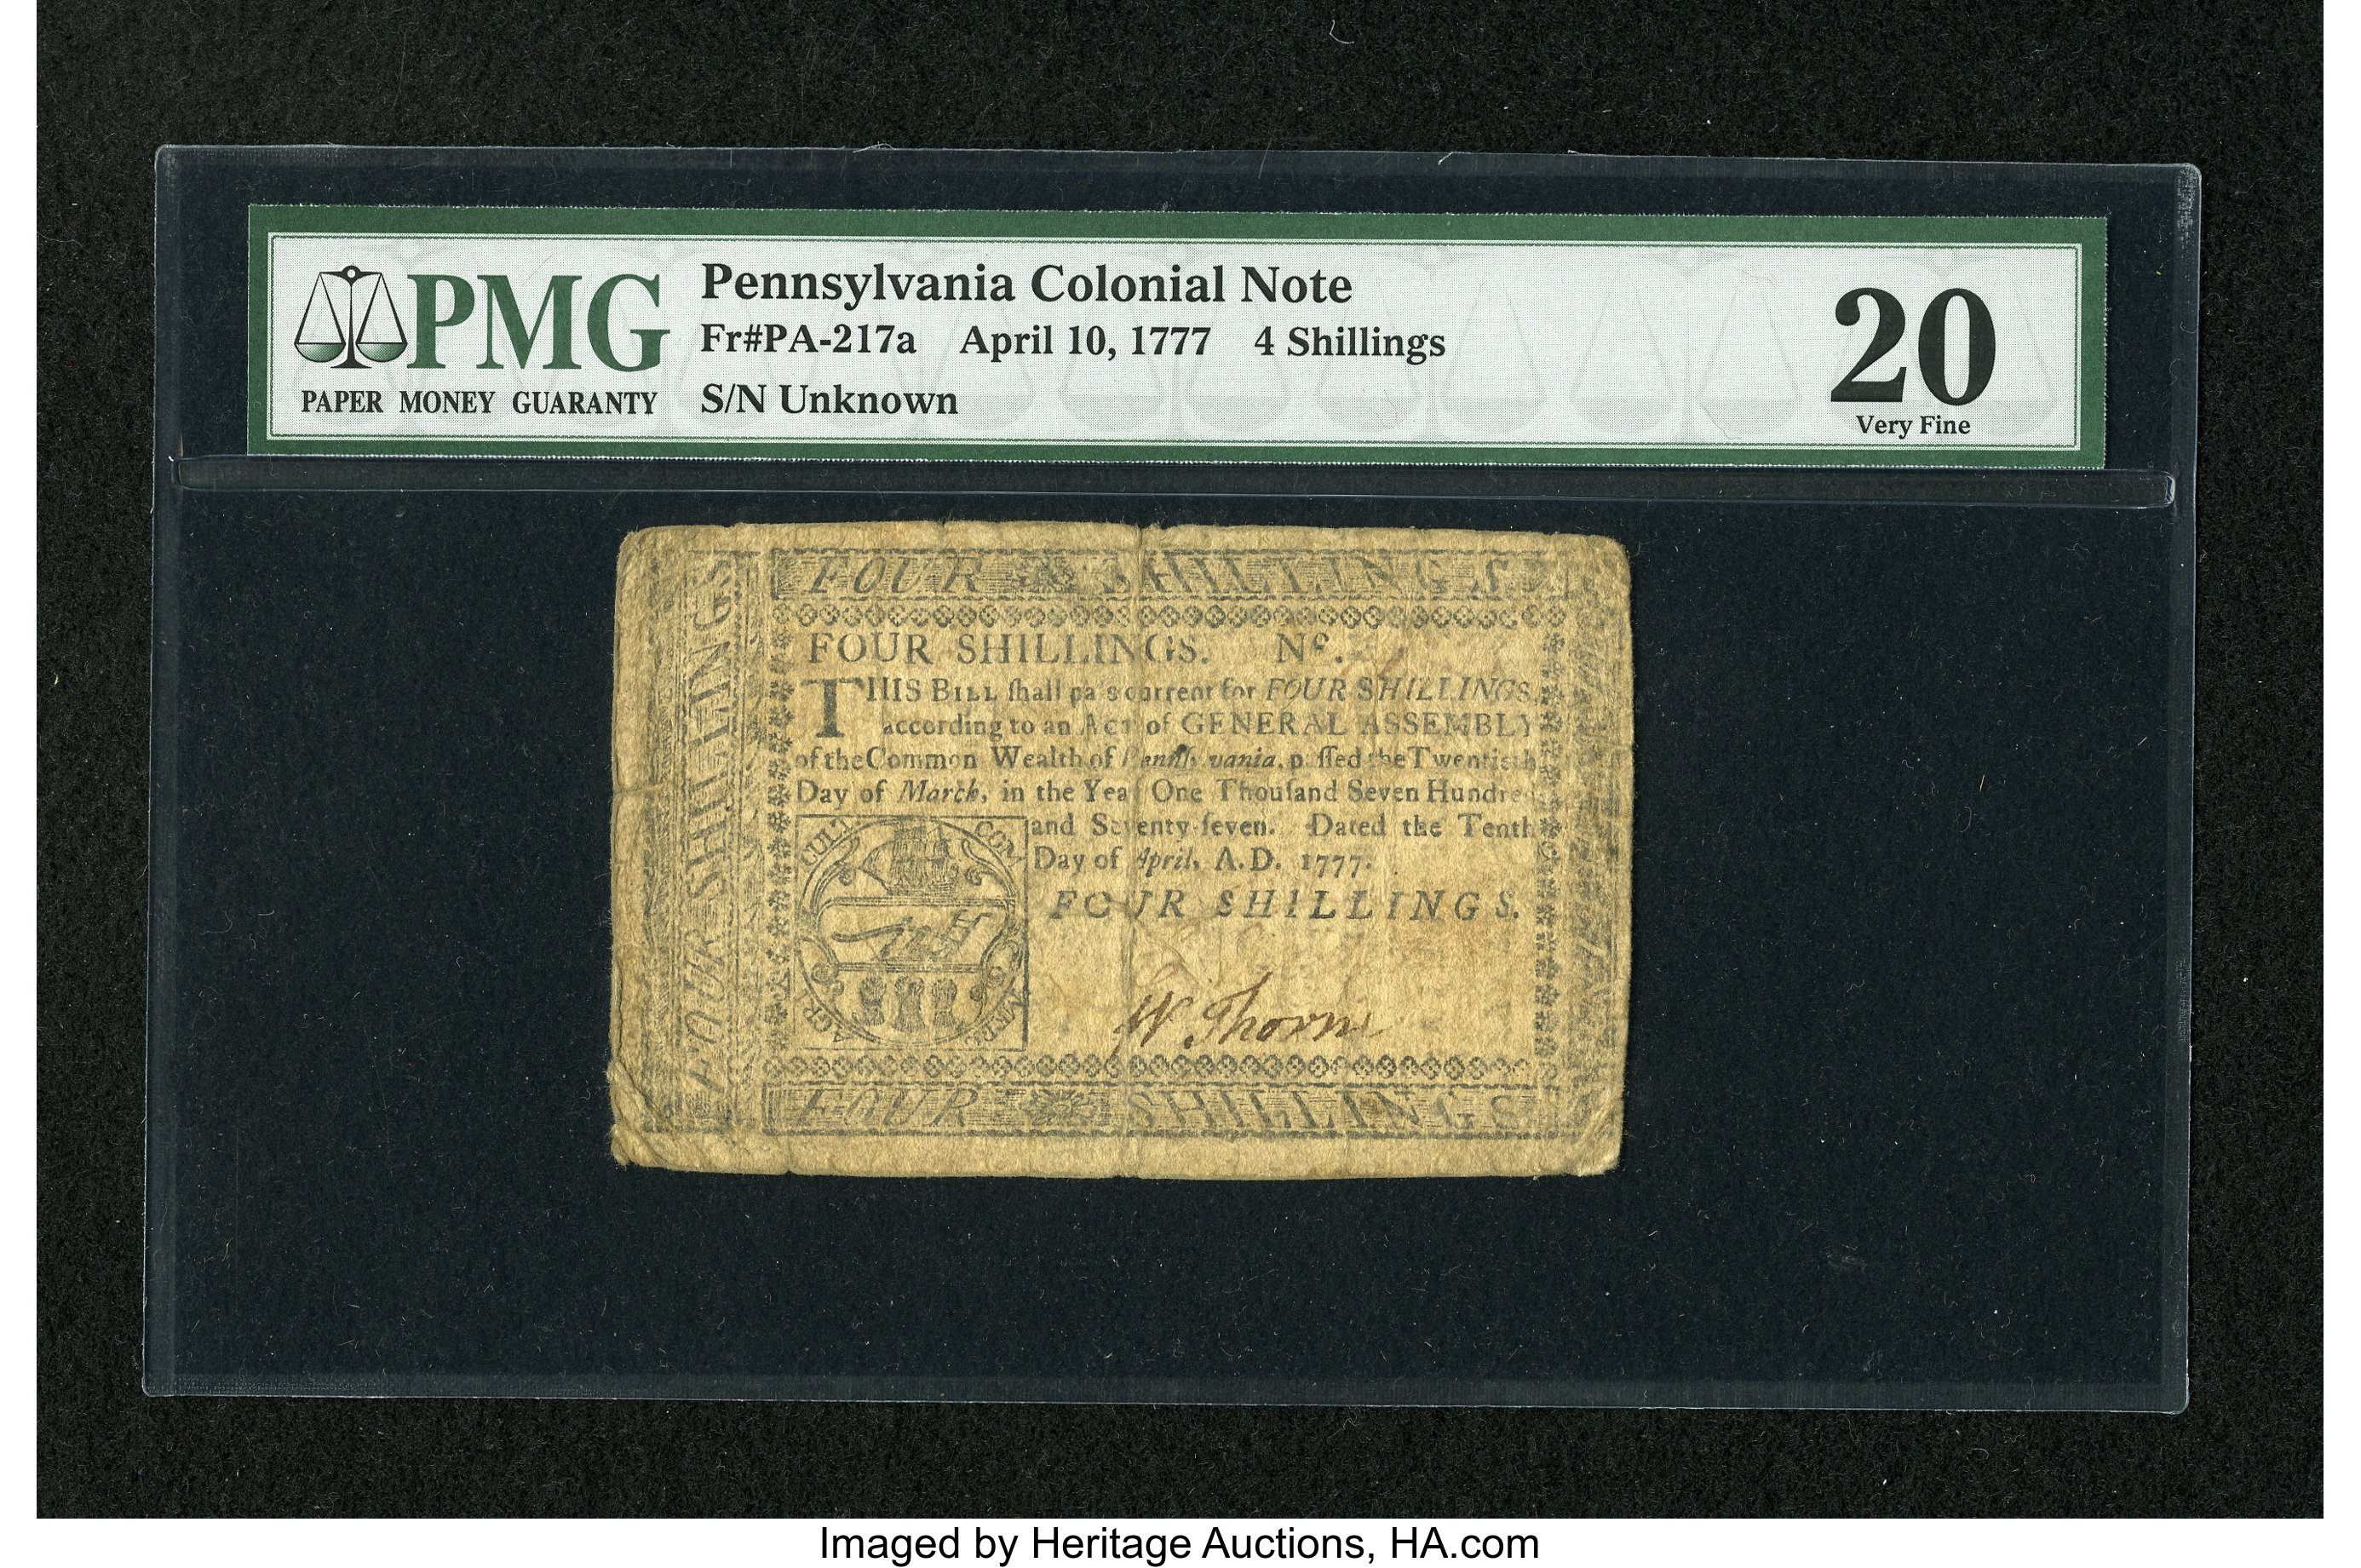 PMG
PAPER MONEY GUARANTY
Pennsylvania Colonial Note
Fr#PA-217a April 10, 1777 4 Shillings
S/N Unknown
20
Very Fine
FOUR SHILLINGS
FOUR SHILLINGS
FOUR SHILLINGS. No.
THIS BILL ſhall paſs current for FOUR SHILLINGS,
according to an Act of GENERAL ASSEMBLY
of the Common Wealth of Pennſylvania, paſſed the Twentieth
Day of March, in the Year One Thouſand Seven Hundred
and Seventy-ſeven. Dated the Tenth
Day of April, A.D. 1777.
FOUR SHILLINGS.
W. Thorne
FOUR SHILLINGS
Imaged by Heritage Auctions, HA.com